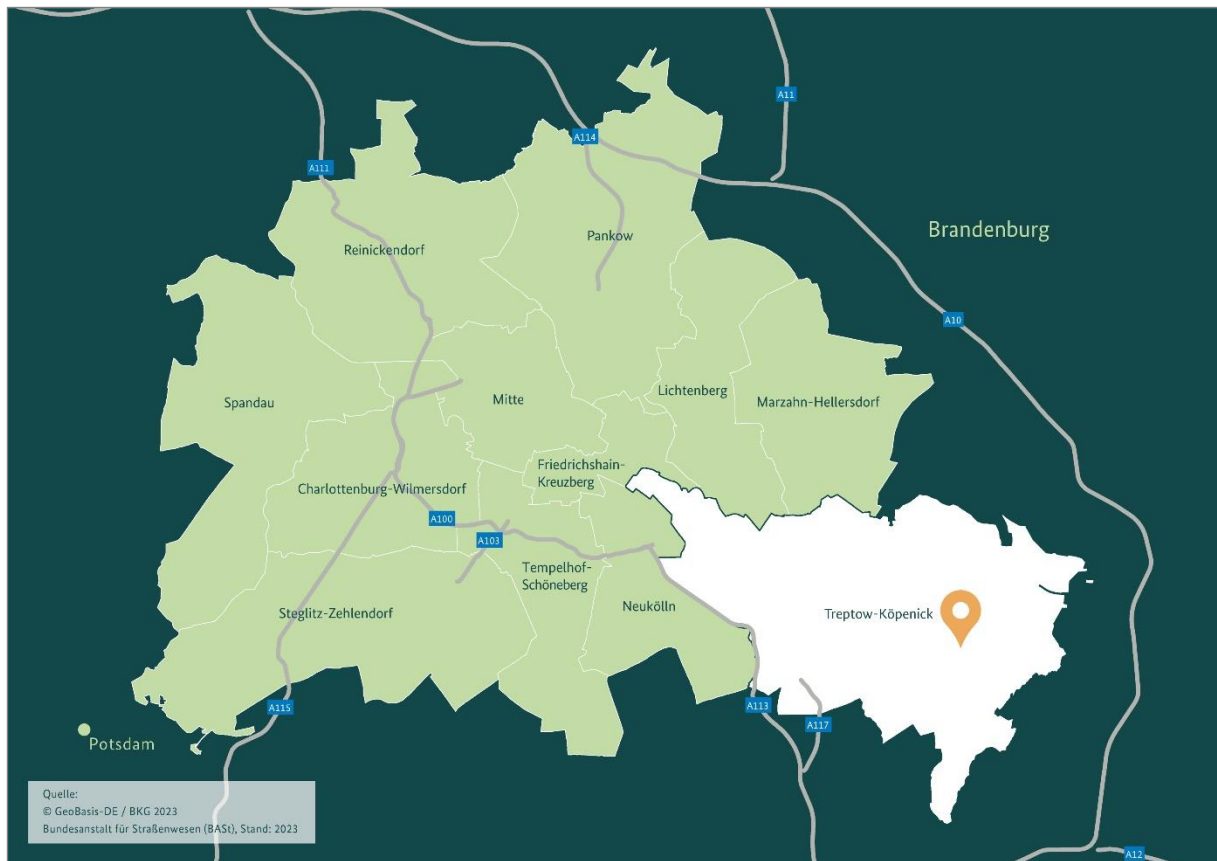 A11
A114
A111
Brandenburg
Pankow
Reinickendorf
A10
Lichtenberg
Spandau
Mitte
Marzahn-Hellersdorf
Friedrichshain-
Kreuzberg
Charlottenburg-Wilmersdorf
A100
A103
Tempelhof-
Schöneberg
Neukölln
Steglitz-Zehlendorf
Treptow-Köpenick
A115
A113
A117
Potsdam
Quelle:
© GeoBasis-DE / BKG 2023
Bundesanstalt für Straßenwesen (BASt), Stand: 2023
A12